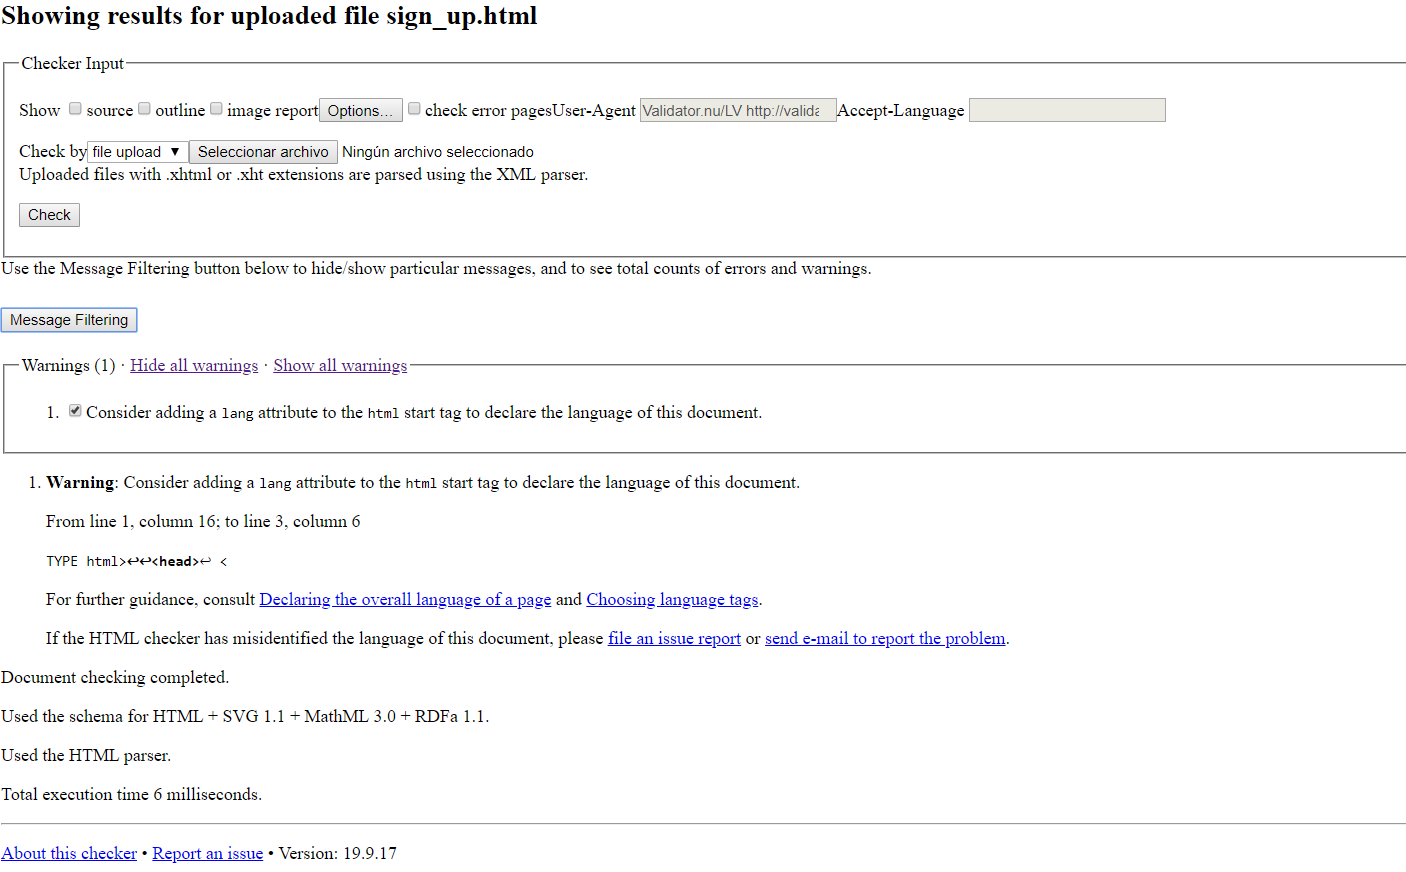 Showing results for uploaded file sign_up.html
Checker Input
Show source outline image report Options... check error pagesUser-Agent Validator.nu/LV http://valida Accept-Language
Check by file upload ▼ Seleccionar archivo Ningún archivo seleccionado
Uploaded files with .xhtml or .xht extensions are parsed using the XML parser.
Check
Use the Message Filtering button below to hide/show particular messages, and to see total counts of errors and warnings.
Message Filtering
Warnings (1) · Hide all warnings · Show all warnings
1. Consider adding a lang attribute to the html start tag to declare the language of this document.
1. Warning: Consider adding a lang attribute to the html start tag to declare the language of this document.
From line 1, column 16; to line 3, column 6
TYPE html>↩↩<head>↩ <
For further guidance, consult Declaring the overall language of a page and Choosing language tags.
If the HTML checker has misidentified the language of this document, please file an issue report or send e-mail to report the problem.
Document checking completed.
Used the schema for HTML + SVG 1.1 + MathML 3.0 + RDFa 1.1.
Used the HTML parser.
Total execution time 6 milliseconds.
About this checker • Report an issue • Version: 19.9.17